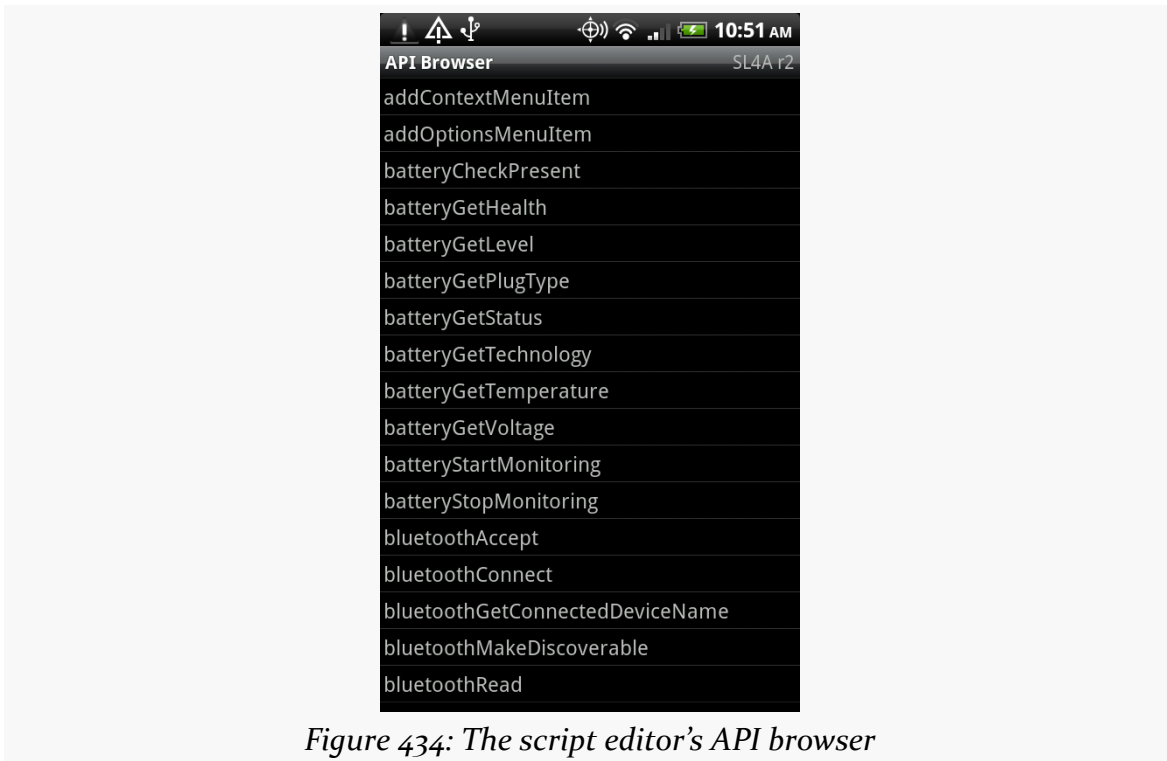 10:51 AM
API Browser SL4A r2
addContextMenuItem
addOptionsMenuItem
batteryCheckPresent
batteryGetHealth
batteryGetLevel
batteryGetPlugType
batteryGetStatus
batteryGetTechnology
batteryGetTemperature
batteryGetVoltage
batteryStartMonitoring
batteryStopMonitoring
bluetoothAccept
bluetoothConnect
bluetoothGetConnectedDeviceName
bluetoothMakeDiscoverable
bluetoothRead
Figure 434: The script editor’s API browser